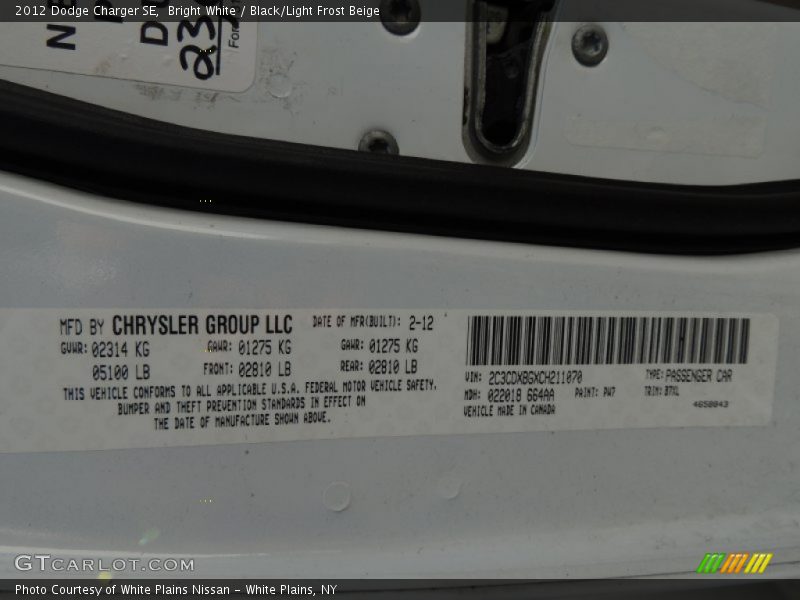 2012 Dodge Charger SE,  Bright White / Black/Light Frost Beige
MFD BY CHRYSLER GROUP LLC
DATE OF MFR(BUILT): 2-12
GVWR: 02314 KG GAWR: 01275 KG GAWR: 01275 KG
05100 LB FRONT: 02810 LB REAR: 02810 LB
THIS VEHICLE CONFORMS TO ALL APPLICABLE U.S.A. FEDERAL MOTOR VEHICLE SAFETY,
BUMPER AND THEFT PREVENTION STANDARDS IN EFFECT ON
THE DATE OF MANUFACTURE SHOWN ABOVE.
VIN: 2C3CDXBGXCH211070 TYPE: PASSENGER CAR
MDH: 022018 664AA PAINT: PW7 TRIM: BTXL
VEHICLE MADE IN CANADA 4658043
GTCARLOT.COM
Photo Courtesy of White Plains Nissan - White Plains, NY